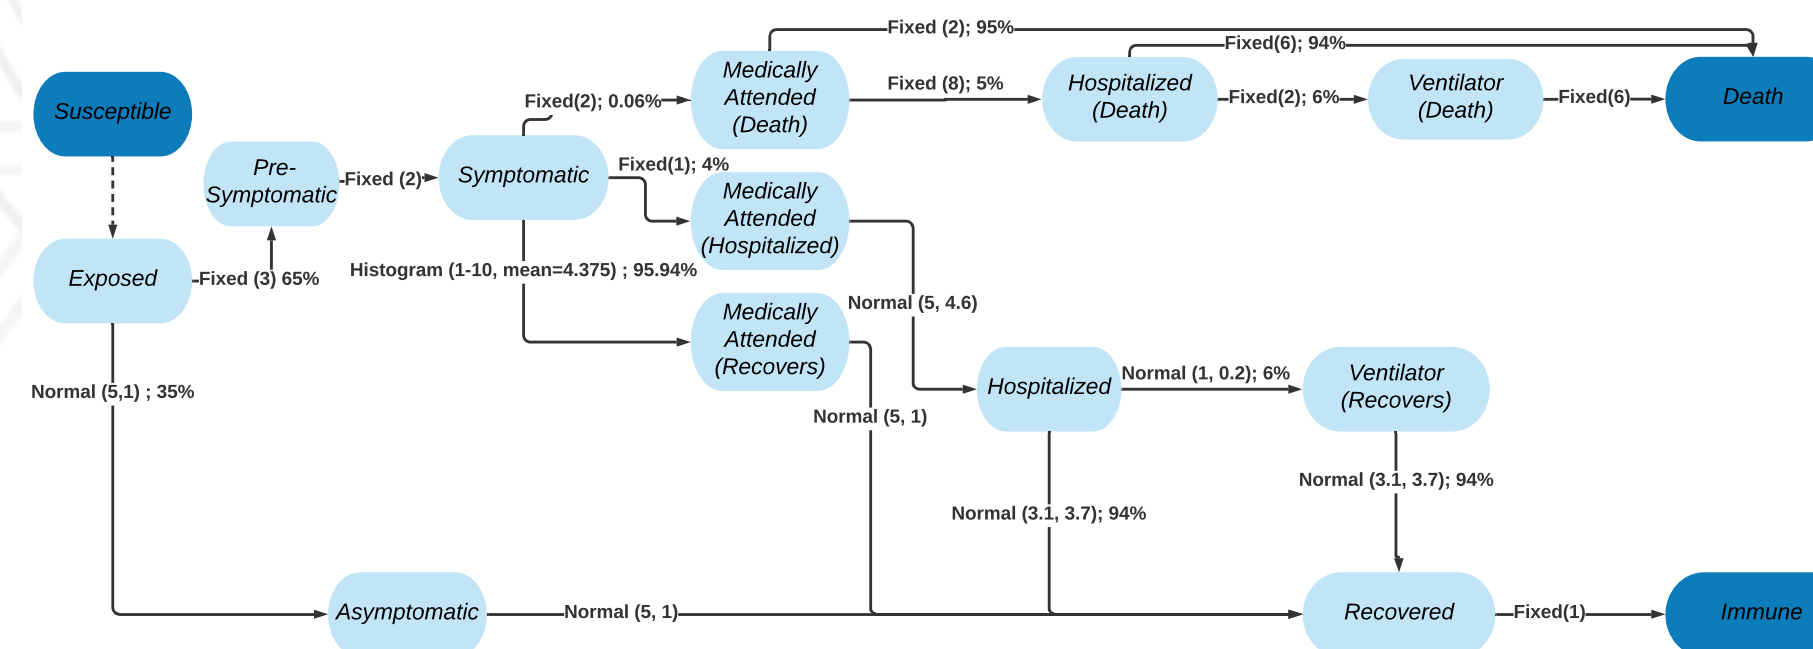 Fixed (2); 95%
Fixed(6); 94%
Susceptible
Fixed(2); 0.06%
Medically
Attended
(Death)
Fixed (8); 5%
Hospitalized
(Death)
Fixed(2); 6%
Ventilator
(Death)
Fixed(6)
Death
Pre-
Symptomatic
Fixed (2)
Symptomatic
Fixed(1); 4%
Medically
Attended
(Hospitalized)
Exposed
Fixed (3) 65%
Histogram (1-10, mean=4.375) ; 95.94%
Normal (5, 4.6)
Medically
Attended
(Recovers)
Normal (5,1) ; 35%
Hospitalized
Normal (1, 0.2); 6%
Ventilator
(Recovers)
Normal (5, 1)
Normal (3.1, 3.7); 94%
Normal (3.1, 3.7); 94%
Asymptomatic
Normal (5, 1)
Recovered
Fixed(1)
Immune